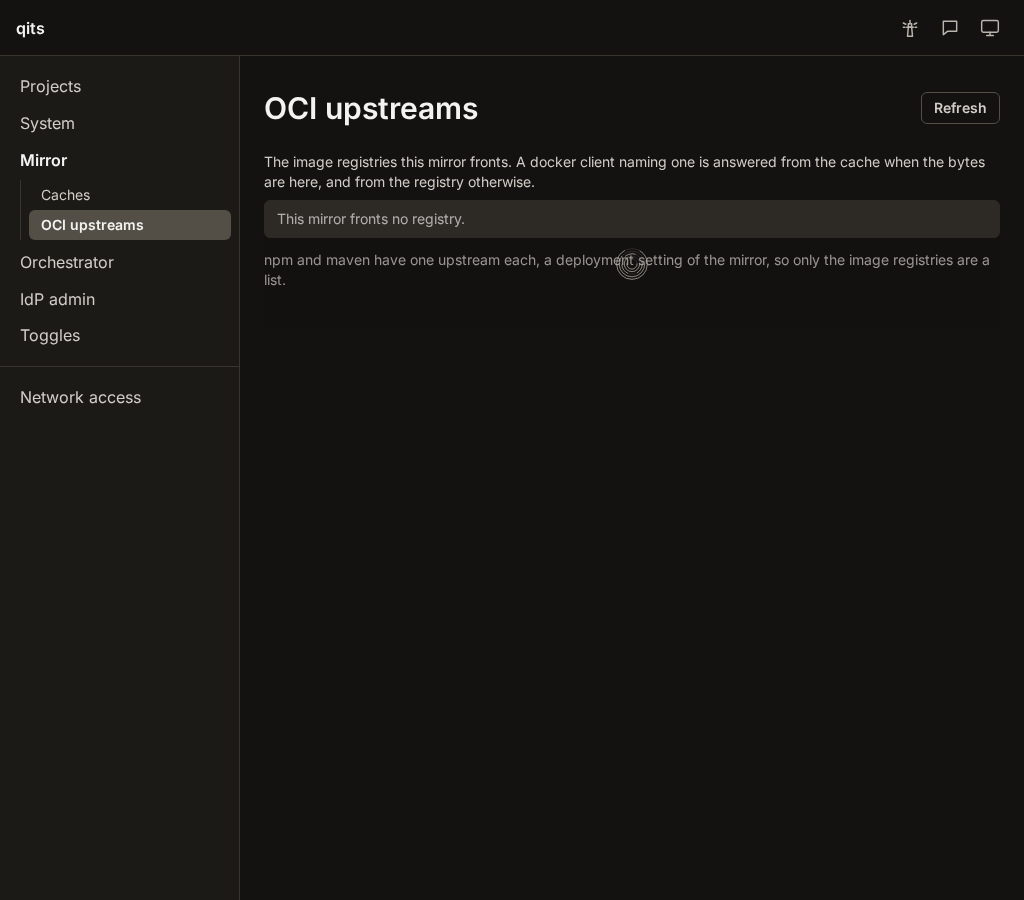 qits
Projects
System
Mirror
Caches
OCI upstreams
Orchestrator
IdP admin
Toggles
Network access
OCI upstreams
Refresh
The image registries this mirror fronts. A docker client naming one is answered from the cache when the bytes
are here, and from the registry otherwise.
This mirror fronts no registry.
npm and maven have one upstream each, a deployment setting of the mirror, so only the image registries are a
list.